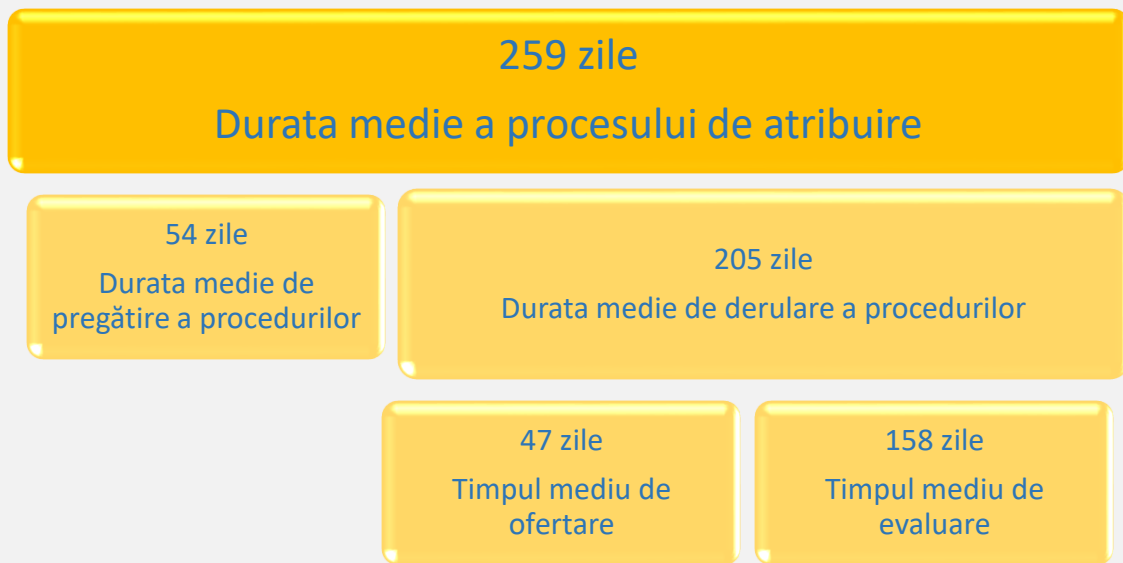 259 zile
Durata medie a procesului de atribuire
54 zile
Durata medie de
pregătire a procedurilor
205 zile
Durata medie de derulare a procedurilor
47 zile
Timpul mediu de
ofertare
158 zile
Timpul mediu de
evaluare